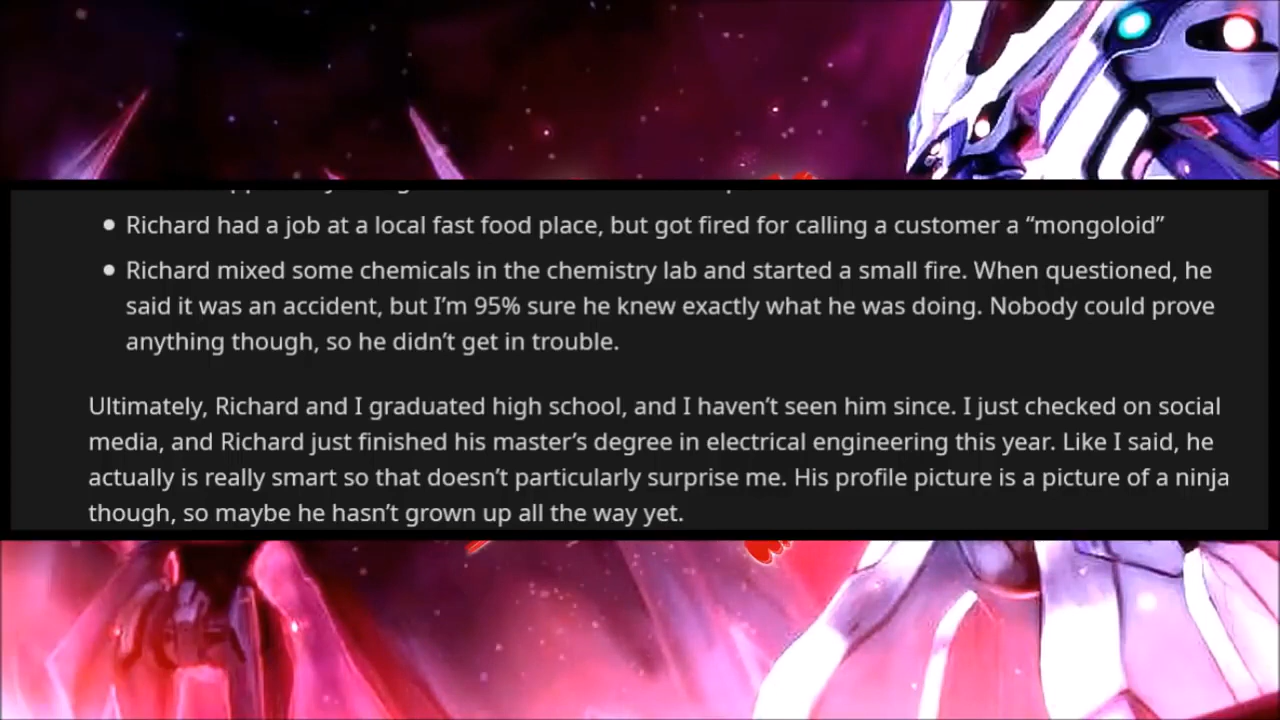 Richard had a job at a local fast food place, but got fired for calling a customer a “mongoloid”
Richard mixed some chemicals in the chemistry lab and started a small fire. When questioned, he
said it was an accident, but I’m 95% sure he knew exactly what he was doing. Nobody could prove
anything though, so he didn’t get in trouble.
Ultimately, Richard and I graduated high school, and I haven’t seen him since. I just checked on social
media, and Richard just finished his master’s degree in electrical engineering this year. Like I said, he
actually is really smart so that doesn’t particularly surprise me. His profile picture is a picture of a ninja
though, so maybe he hasn’t grown up all the way yet.